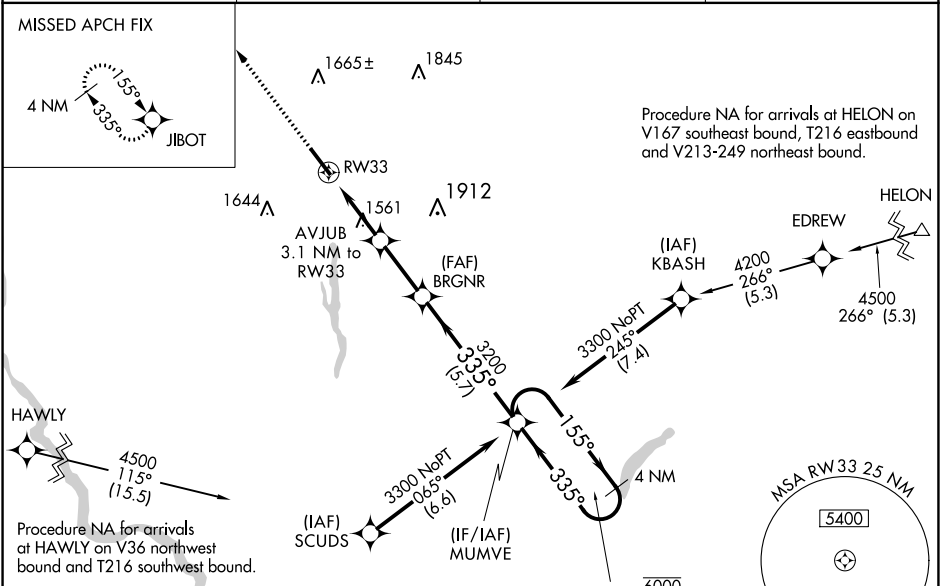 MISSED APCH FIX
155°
4 NM
335°
JIBOT
1665±
1845
Procedure NA for arrivals at HELON on
V167 southeast bound, T216 eastbound
and V213-249 northeast bound.
RW33
1644
1561
1912
AVJUB
3.1 NM to
RW33
(FAF)
BRGNR
(IAF)
KBASH
EDREW
HELON
4200
266°
(5.3)
4500
266° (5.3)
3300 NoPT
245°
(7.4)
3200
335°
(5.7)
HAWLY
4500
115°
(15.5)
155°
335°
4 NM
3300 NoPT
065°
(6.6)
(IAF)
SCUDS
(IF/IAF)
MUMVE
Procedure NA for arrivals
at HAWLY on V36 northwest
bound and T216 southwest bound.
MSA RW33 25 NM
5400
6000